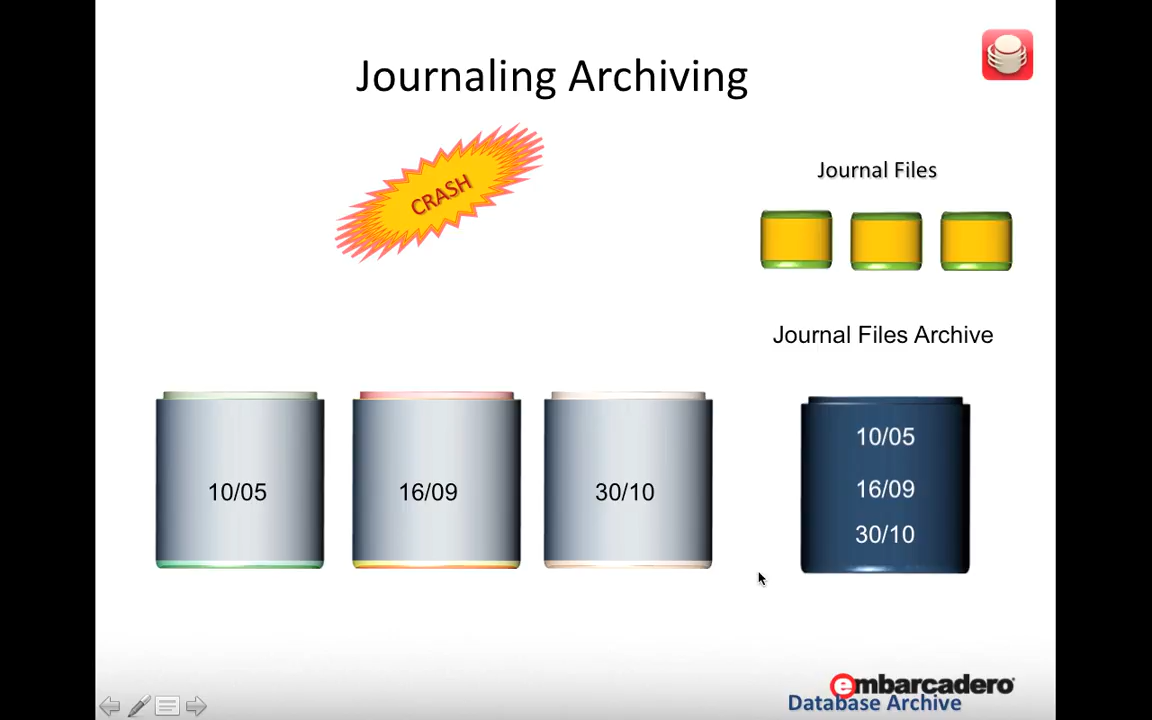 Journaling Archiving
CRASH
Journal Files
Journal Files Archive
10/05
16/09
30/10
10/05
16/09
30/10
embarcadero
Database Archive